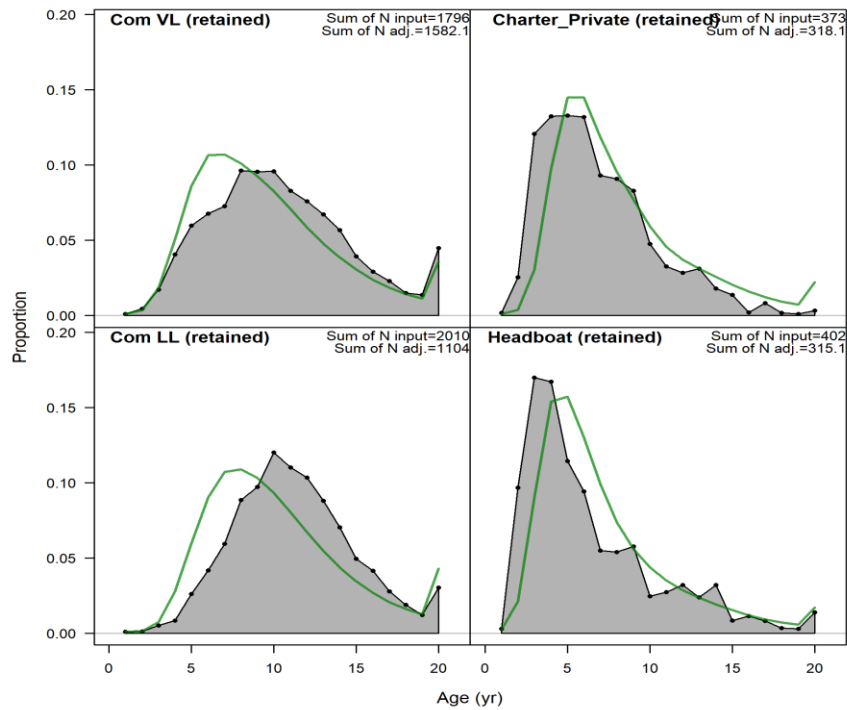 Com VL (retained)
Sum of N input=1796
Sum of N adj.=1582.1
Charter_Private (retained)
Sum of N input=373
Sum of N adj.=318.1
0.20
0.15
0.10
0.05
0.00
Com LL (retained)
Sum of N input=2010
Sum of N adj.=1104
Headboat (retained)
Sum of N input=402
Sum of N adj.=315.1
0.20
0.15
0.10
0.05
0.00
Proportion
0 5 10 15 20
0 5 10 15 20
Age (yr)